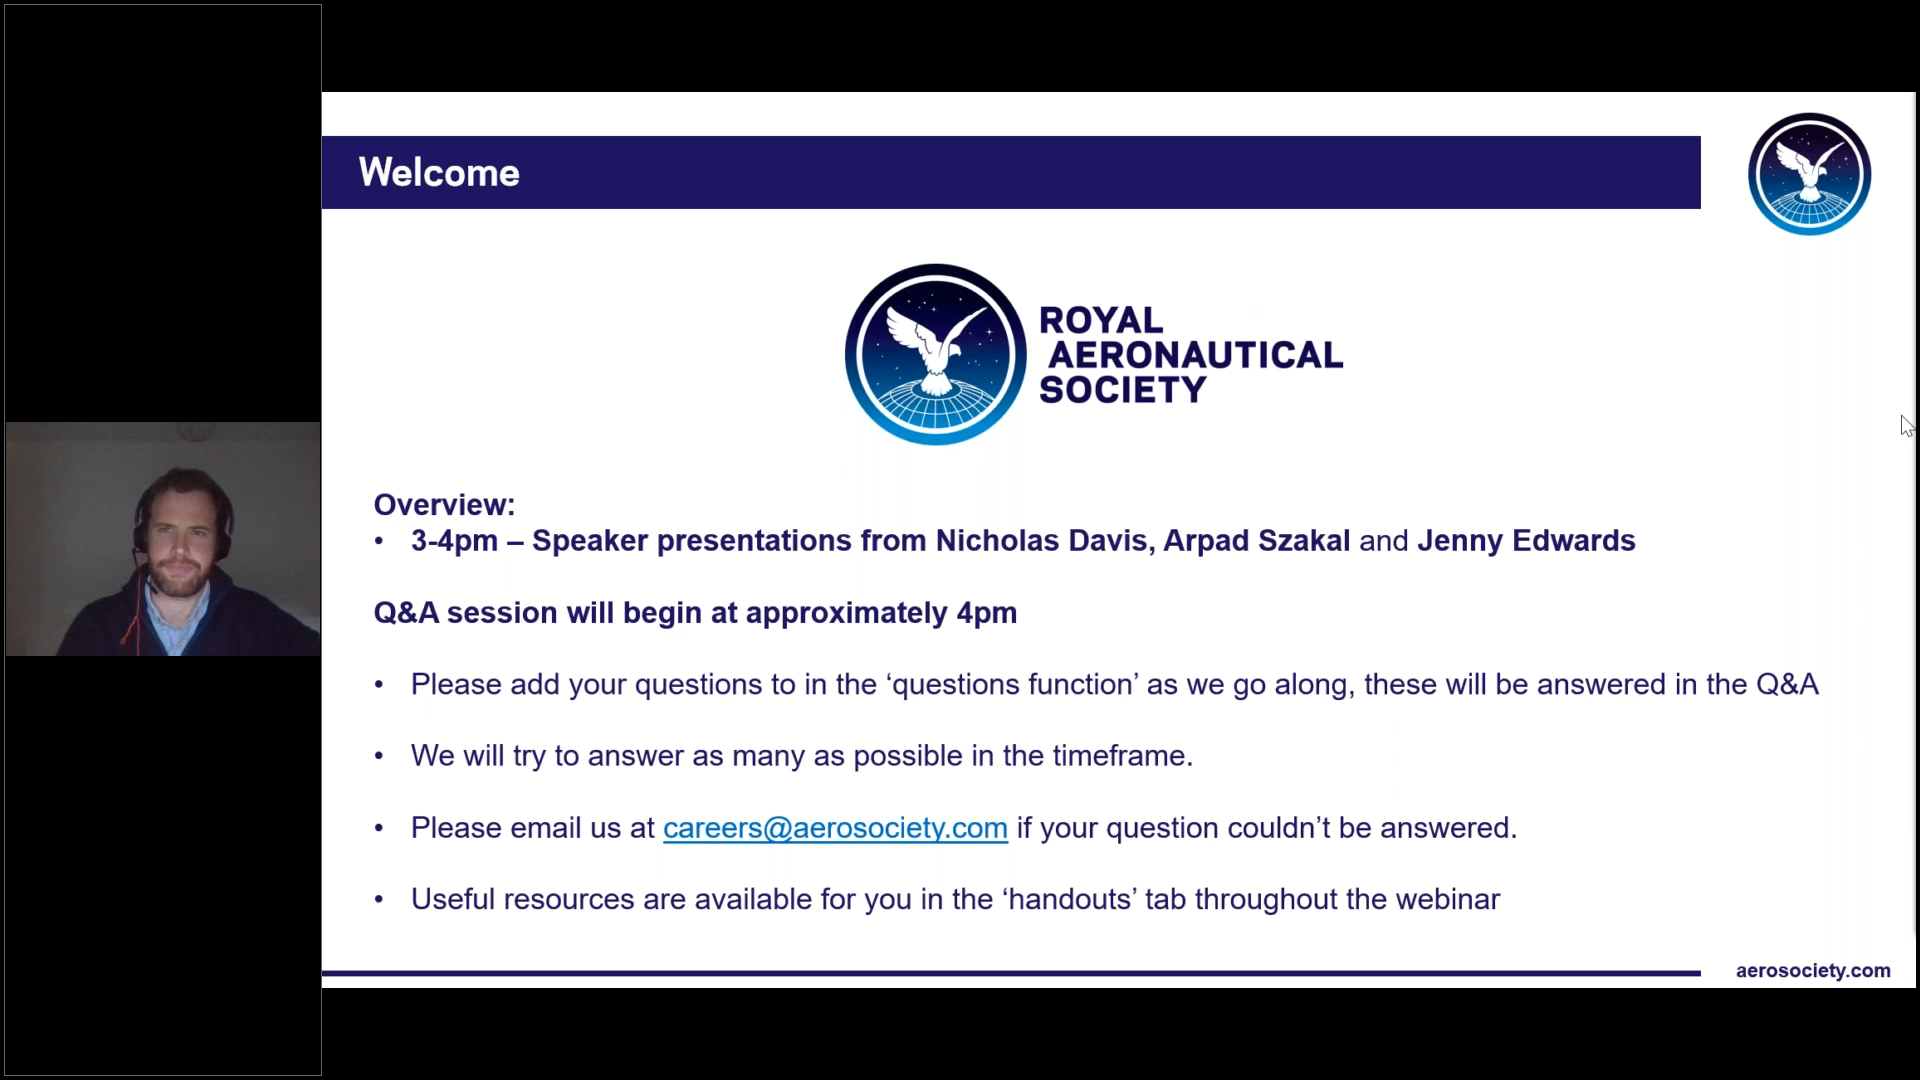 Welcome
ROYAL
AERONAUTICAL
SOCIETY
Overview:
• 3-4pm – Speaker presentations from Nicholas Davis, Arpad Szakal and Jenny Edwards
Q&A session will begin at approximately 4pm
• Please add your questions to in the ‘questions function’ as we go along, these will be answered in the Q&A
• We will try to answer as many as possible in the timeframe.
• Please email us at careers@aerosociety.com if your question couldn’t be answered.
• Useful resources are available for you in the ‘handouts’ tab throughout the webinar
aerosociety.com